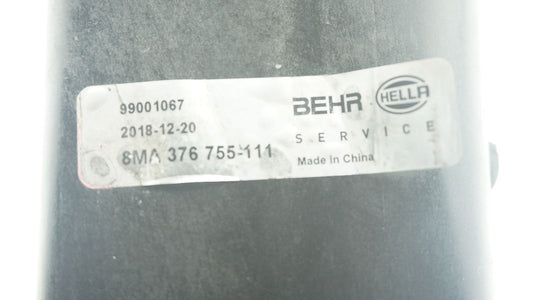 99001067
2018-12-20
8MA 376 755-111
BEHR HELLA
SERVICE
Made in China